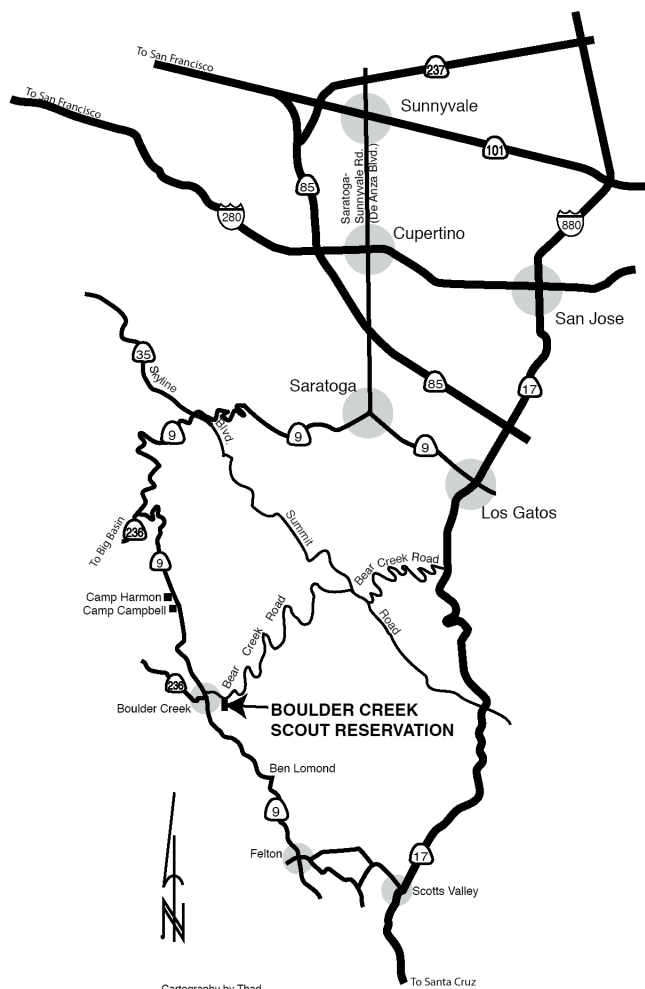 To San Francisco
237
To San Francisco
Sunnyvale
101
Saratoga-
Sunnyvale Rd.
(De Anza Blvd.)
85
280
880
Cupertino
San Jose
35
Skyline
Blvd.
Saratoga
85
17
9
9
9
Los Gatos
Summit
Road
To Big Basin
236
9
Bear Creek Road
Camp Harmon
Camp Campbell
Bear Creek Road
236
Boulder Creek
BOULDER CREEK
SCOUT RESERVATION
Ben Lomond
9
Felton
17
Scotts Valley
N
To Santa Cruz
Cartography by Thad